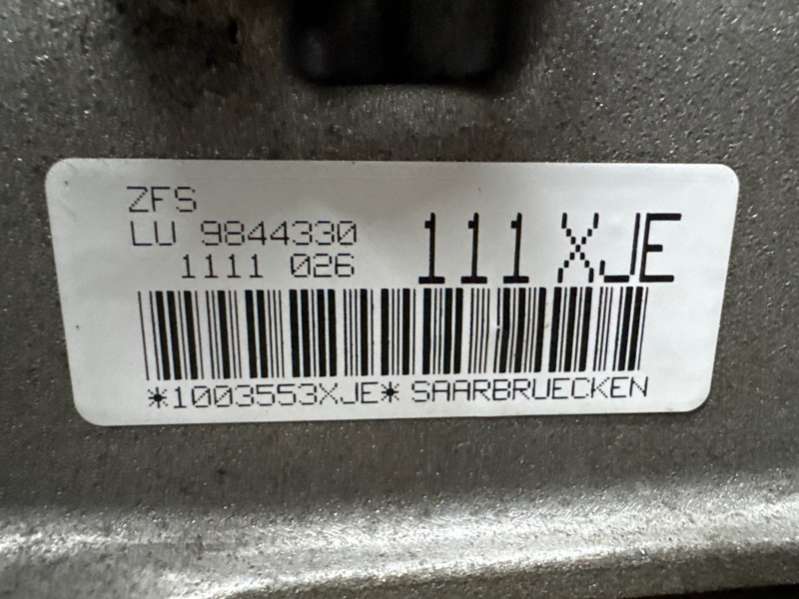 ZFS
LU 9844330
1111 026
111 XJE
*1003553XJE* SAARBRUECKEN